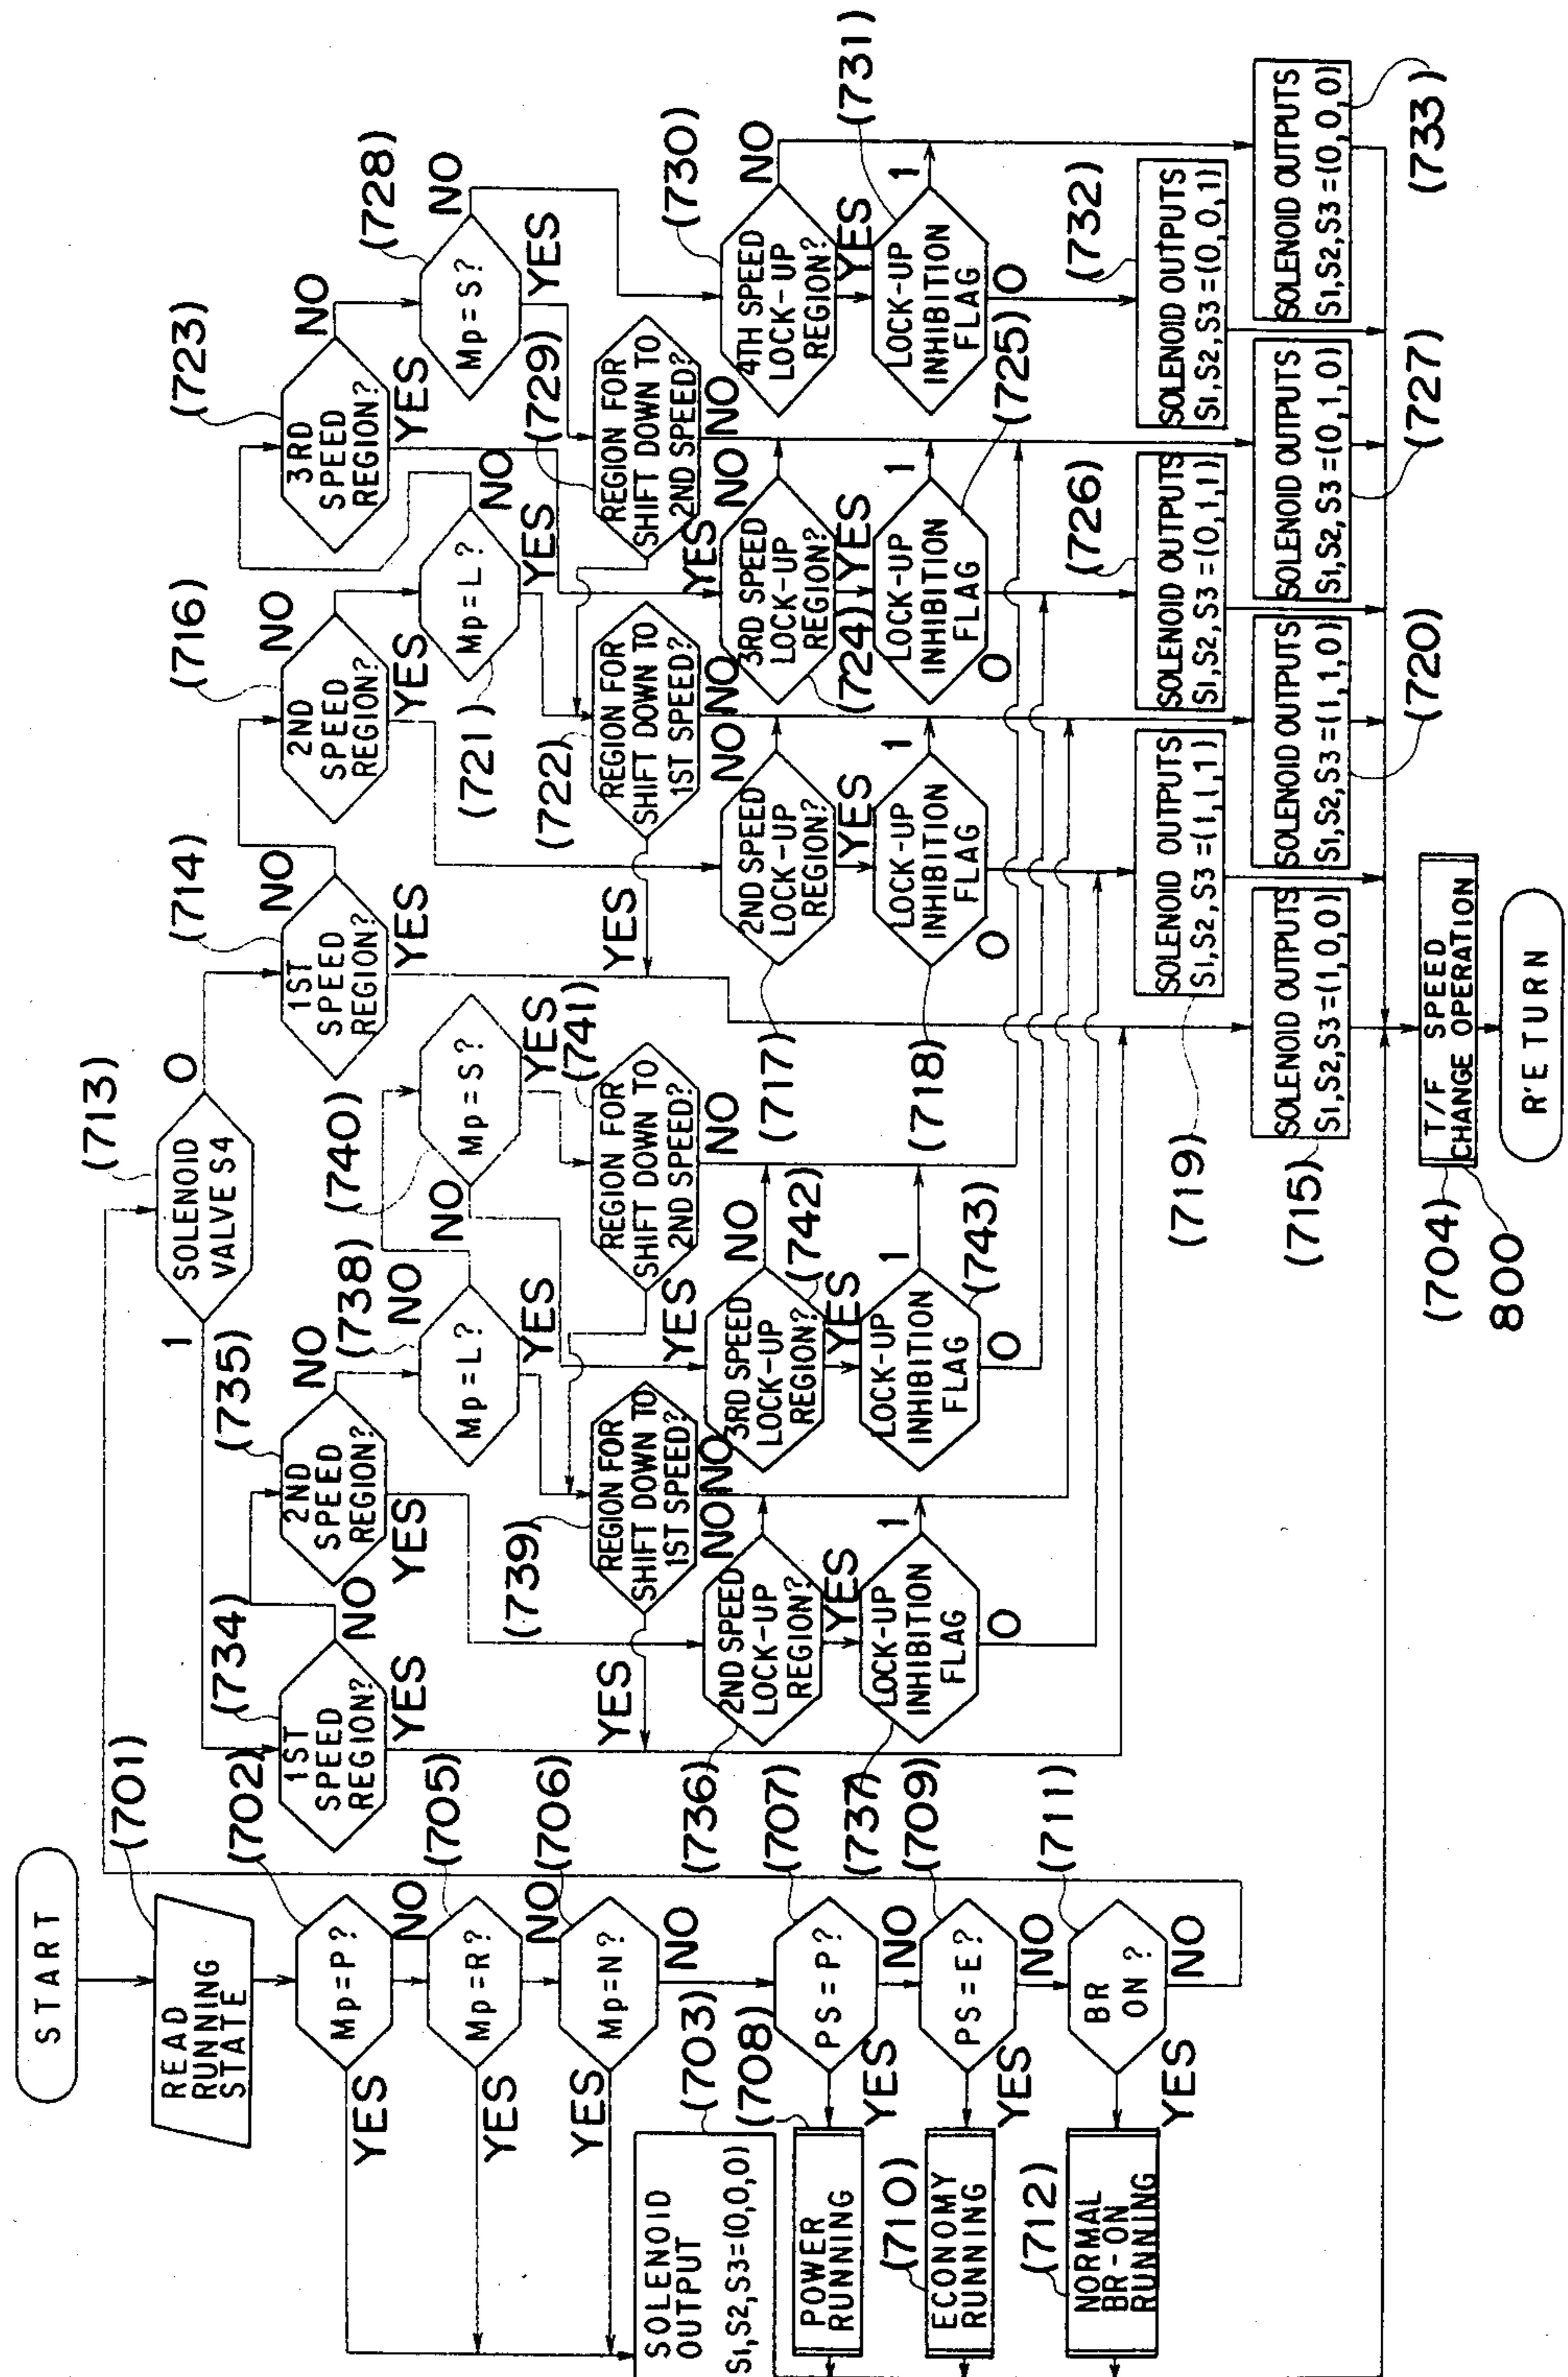 START
(701)
READ
RUNNING
STATE
(702)
Mp=P?
YES
NO
(705)
Mp=R?
YES
NO
(706)
Mp=N?
YES
NO
(703)
SOLENOID
OUTPUT
S1,S2,S3=(0,0,0)
(707)
PS=P?
YES
NO
(708)
POWER
RUNNING
(709)
PS=E?
YES
NO
(710)
ECONOMY
RUNNING
(711)
BR
ON?
YES
NO
(712)
NORMAL
BR-ON
RUNNING
(713)
SOLENOID
VALVE S4
1
0
(734)
1ST
SPEED
REGION?
NO
YES
(735)
2ND
SPEED
REGION?
NO
YES
(738)
Mp=L?
NO
YES
(740)
Mp=S?
NO
YES
(739)
REGION FOR
SHIFT DOWN TO
1ST SPEED?
YES
NO
(741)
REGION FOR
SHIFT DOWN TO
2ND SPEED?
YES
NO
(736)
2ND SPEED
LOCK-UP
REGION?
NO
YES
(737)
LOCK-UP
INHIBITION
FLAG
1
0
(742)
3RD SPEED
LOCK-UP
REGION?
NO
YES
(743)
LOCK-UP
INHIBITION
FLAG
1
0
(714)
1ST
SPEED
REGION?
NO
YES
(716)
2ND
SPEED
REGION?
NO
YES
(721)
Mp=L?
NO
YES
(723)
3RD
SPEED
REGION?
NO
YES
(728)
Mp=S?
NO
YES
(722)
REGION FOR
SHIFT DOWN TO
1ST SPEED?
YES
NO
(729)
REGION FOR
SHIFT DOWN TO
2ND SPEED?
YES
NO
(717)
2ND SPEED
LOCK-UP
REGION?
NO
YES
(718)
LOCK-UP
INHIBITION
FLAG
1
0
(724)
3RD SPEED
LOCK-UP
REGION?
NO
YES
(725)
LOCK-UP
INHIBITION
FLAG
1
0
(730)
4TH SPEED
LOCK-UP
REGION?
NO
YES
(731)
LOCK-UP
INHIBITION
FLAG
1
0
(719)
SOLENOID OUTPUTS
S1,S2,S3=(1,1,1)
(726)
SOLENOID OUTPUTS
S1,S2,S3=(0,1,1)
(732)
SOLENOID OUTPUTS
S1,S2,S3=(0,0,1)
(715)
SOLENOID OUTPUTS
S1,S2,S3=(1,0,0)
(720)
SOLENOID OUTPUTS
S1,S2,S3=(1,1,0)
(727)
SOLENOID OUTPUTS
S1,S2,S3=(0,1,0)
(733)
SOLENOID OUTPUTS
S1,S2,S3=(0,0,0)
(704)
800
T/F SPEED
CHANGE OPERATION
R'ETURN